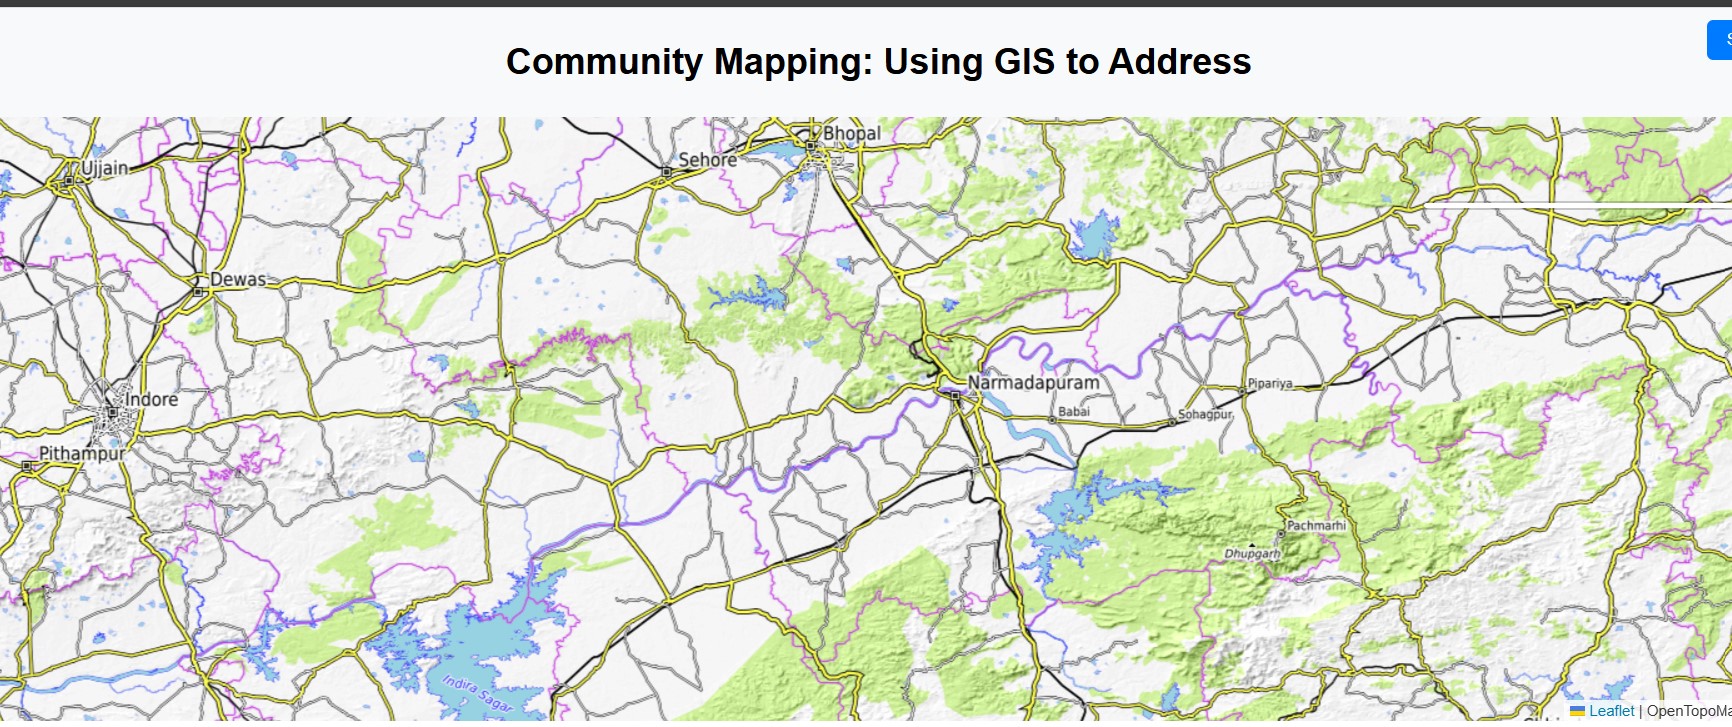 Community Mapping: Using GIS to Address
Bhopal
Sehore
Ujjain
Dewas
Narmadapuram
Pipariya
Indore
Babai
Sohagpur
Pithampur
Pachmarhi
Dhupgarh
Indira Sagar
Leaflet | OpenTopoMa